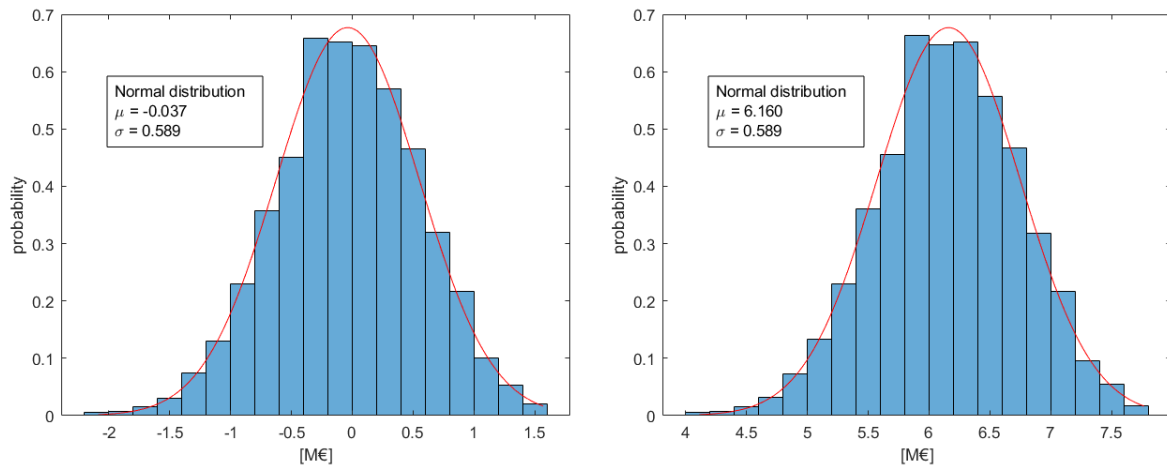 0.7
0.6
0.5
0.4
0.3
0.2
0.1
0
probability
Normal distribution
μ = -0.037
σ = 0.589
-2 -1.5 -1 -0.5 0 0.5 1 1.5
[M€]
0.7
0.6
0.5
0.4
0.3
0.2
0.1
0
probability
Normal distribution
μ = 6.160
σ = 0.589
4 4.5 5 5.5 6 6.5 7 7.5
[M€]